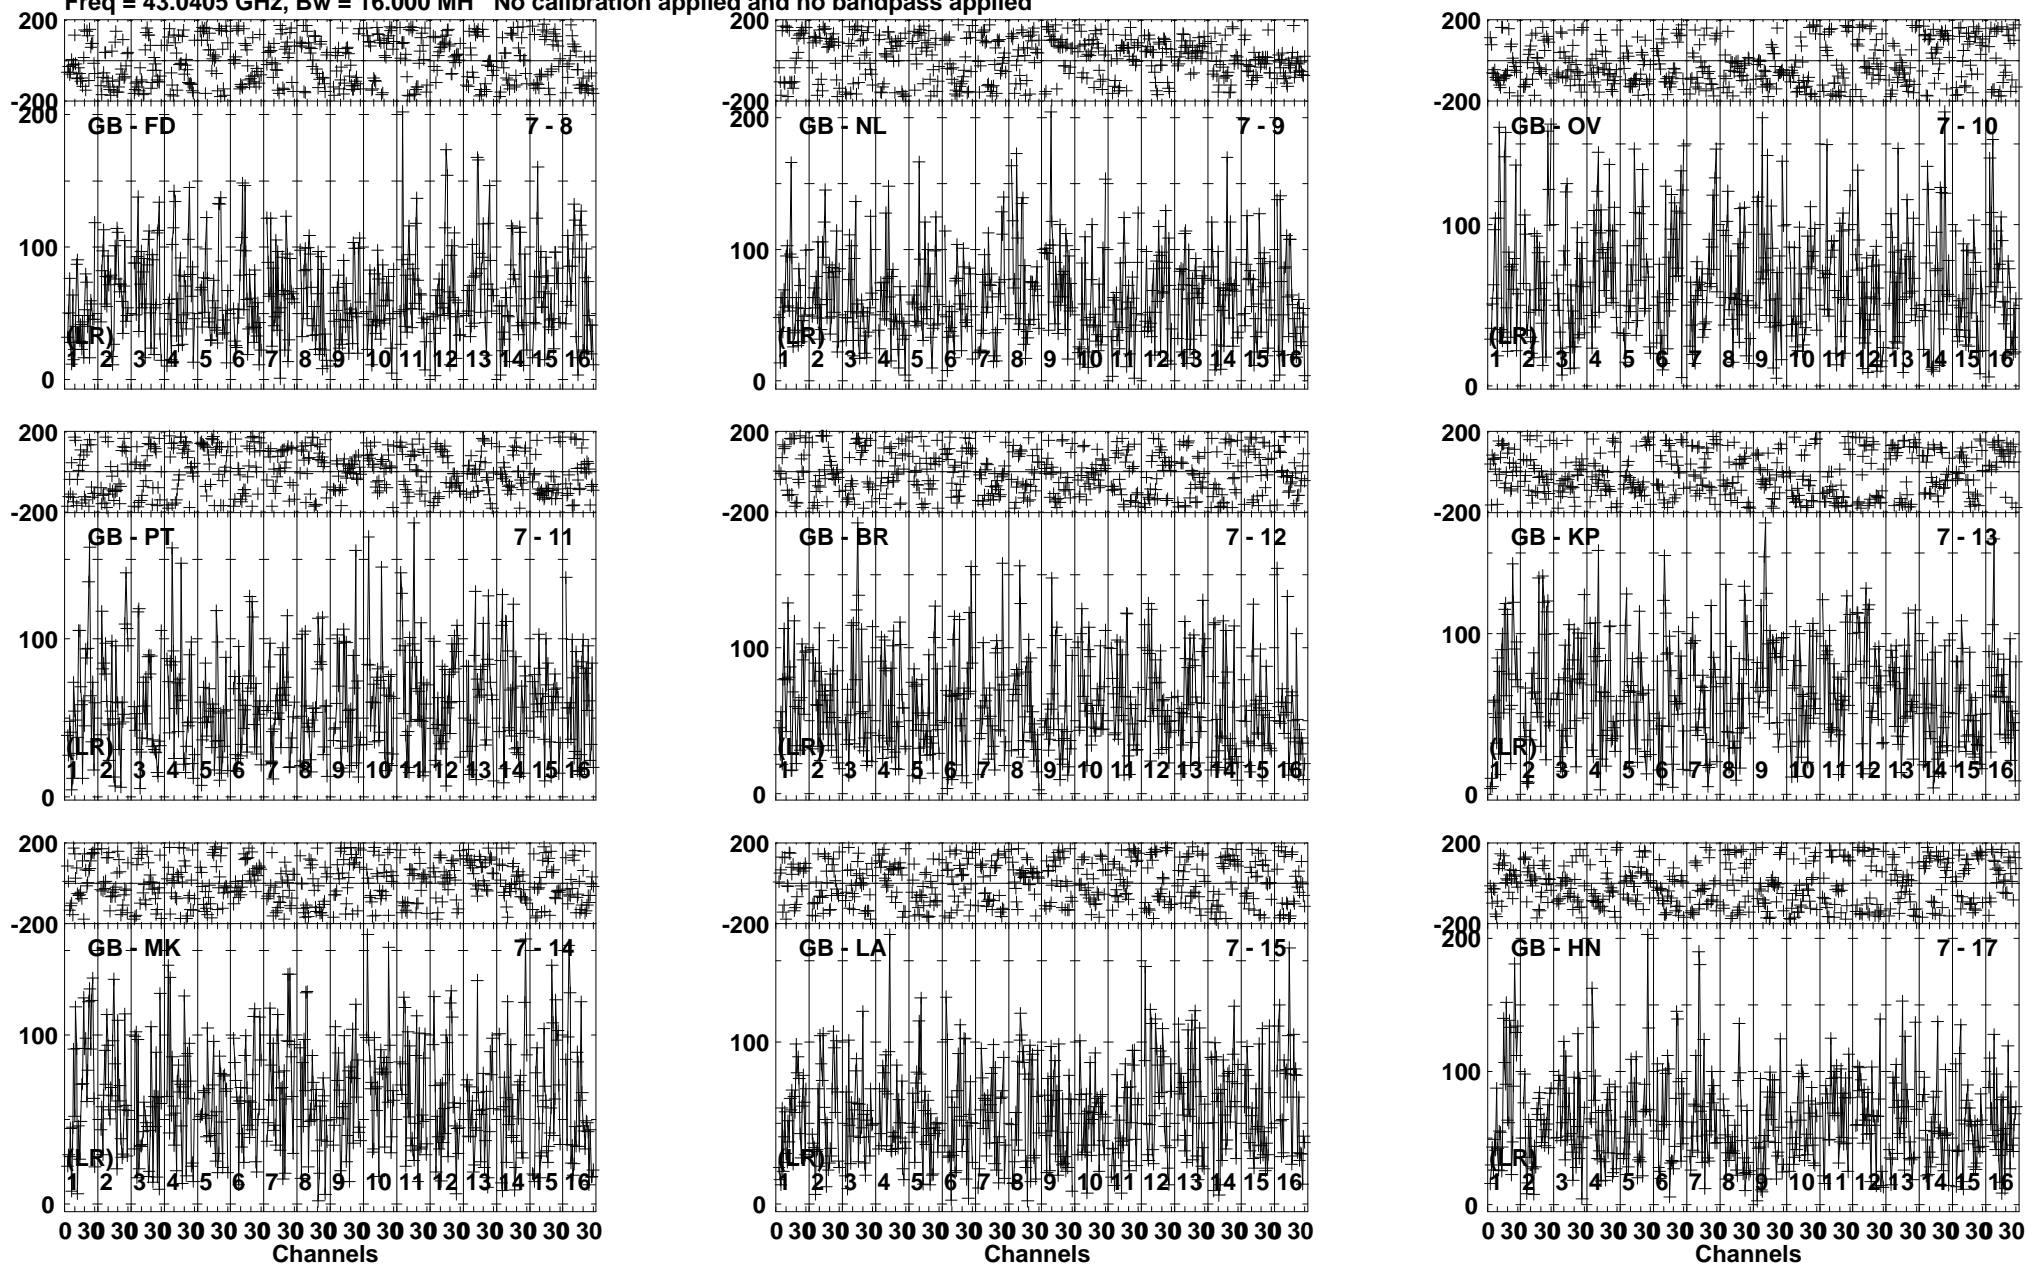 Freq = 43.0405 GHz, Bw = 16.000 MH No calibration applied and no bandpass applied
200
-200
200
100
0
GB - FD 7 - 8
(LR)
1 2 3 4 5 6 7 8 9 10 11 12 13 14 15 16
200
-200
200
100
0
GB - NL 7 - 9
(LR)
1 2 3 4 5 6 7 8 9 10 11 12 13 14 15 16
200
-200
100
0
GB - OV 7 - 10
(LR)
1 2 3 4 5 6 7 8 9 10 11 12 13 14 15 16
200
-200
100
0
GB - PT 7 - 11
(LR)
1 2 3 4 5 6 7 8 9 10 11 12 13 14 15 16
200
-200
100
0
GB - BR 7 - 12
(LR)
1 2 3 4 5 6 7 8 9 10 11 12 13 14 15 16
200
-200
100
0
GB - KP 7 - 13
(LR)
1 2 3 4 5 6 7 8 9 10 11 12 13 14 15 16
200
-200
100
0
GB - MK 7 - 14
(LR)
1 2 3 4 5 6 7 8 9 10 11 12 13 14 15 16
0 30 30 30 30 30 30 30 30 30 30 30 30 30 30 30 30
Channels
200
-200
100
0
GB - LA 7 - 15
(LR)
1 2 3 4 5 6 7 8 9 10 11 12 13 14 15 16
0 30 30 30 30 30 30 30 30 30 30 30 30 30 30 30 30
Channels
200
-200
200
100
0
GB - HN 7 - 17
(LR)
1 2 3 4 5 6 7 8 9 10 11 12 13 14 15 16
0 30 30 30 30 30 30 30 30 30 30 30 30 30 30 30 30
Channels